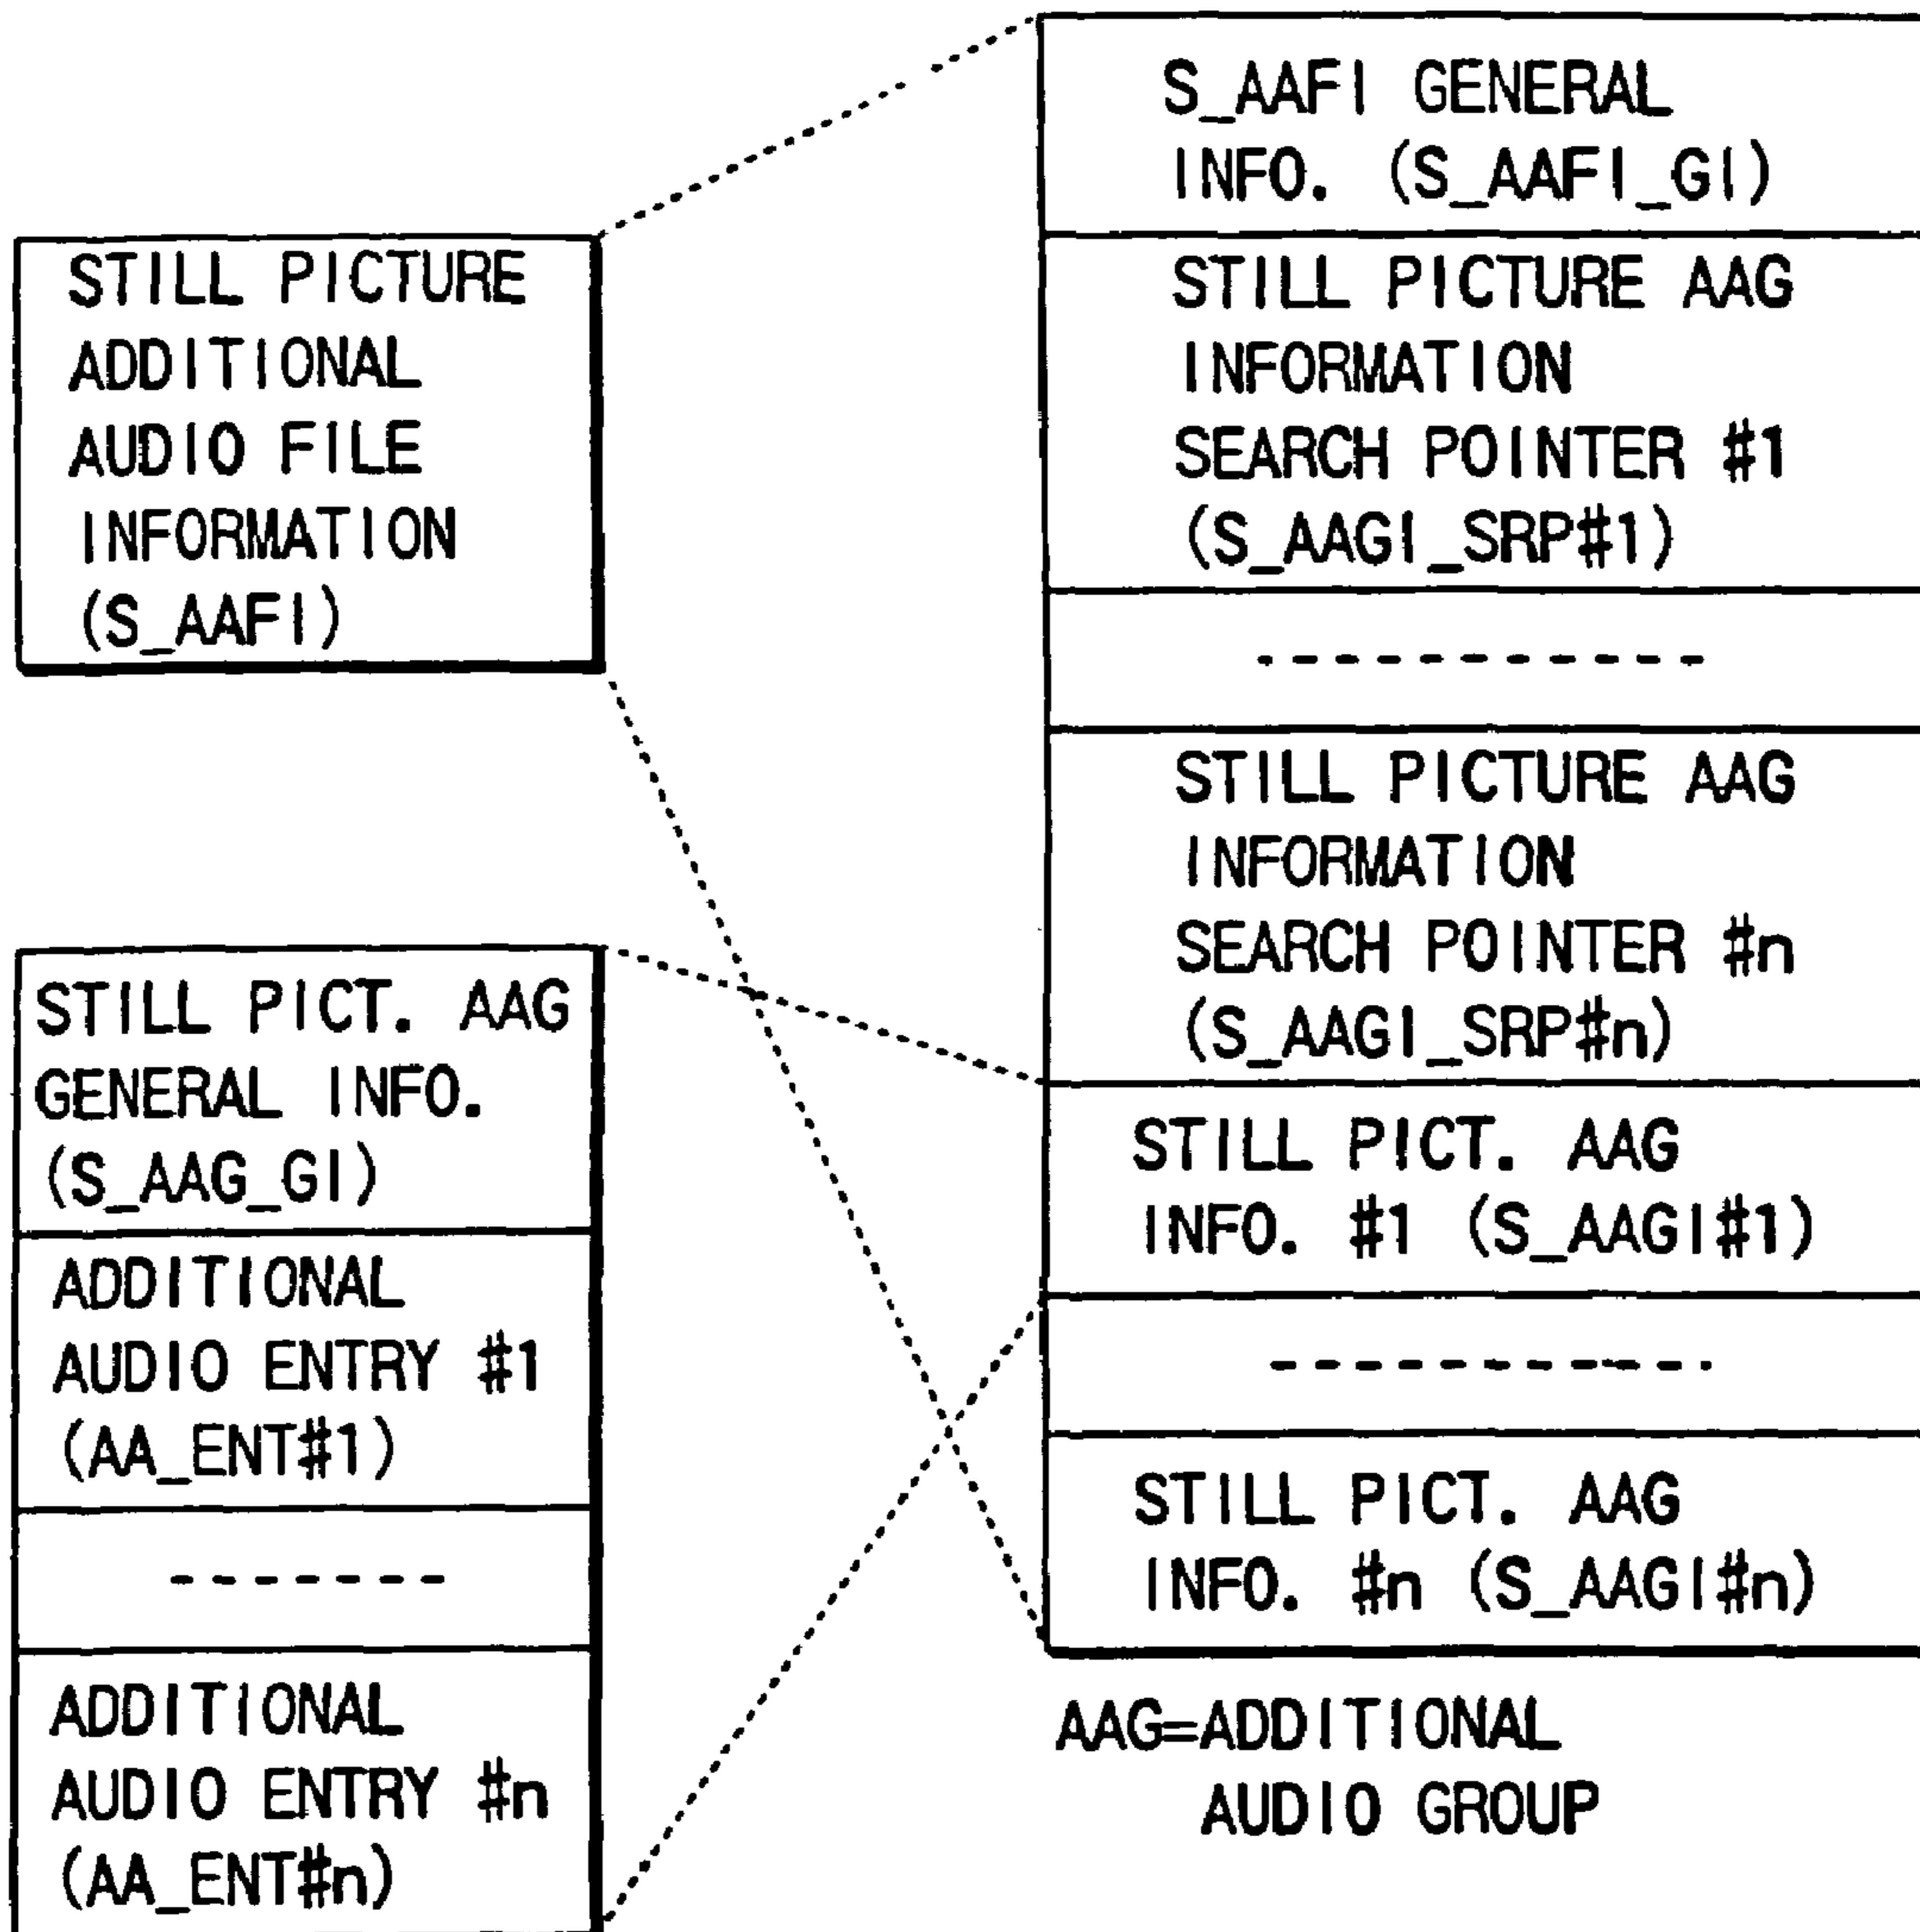 STILL PICTURE
ADDITIONAL
AUDIO FILE
INFORMATION
(S_AAFI)
S_AAFI GENERAL
INFO. (S_AAFI_GI)
STILL PICTURE AAG
INFORMATION
SEARCH POINTER #1
(S_AAGI_SRP#1)
STILL PICTURE AAG
INFORMATION
SEARCH POINTER #n
(S_AAGI_SRP#n)
STILL PICT. AAG
INFO. #1 (S_AAGI#1)
STILL PICT. AAG
INFO. #n (S_AAGI#n)
STILL PICT. AAG
GENERAL INFO.
(S_AAG_GI)
ADDITIONAL
AUDIO ENTRY #1
(AA_ENT#1)
ADDITIONAL
AUDIO ENTRY #n
(AA_ENT#n)
AAG=ADDITIONAL
AUDIO GROUP